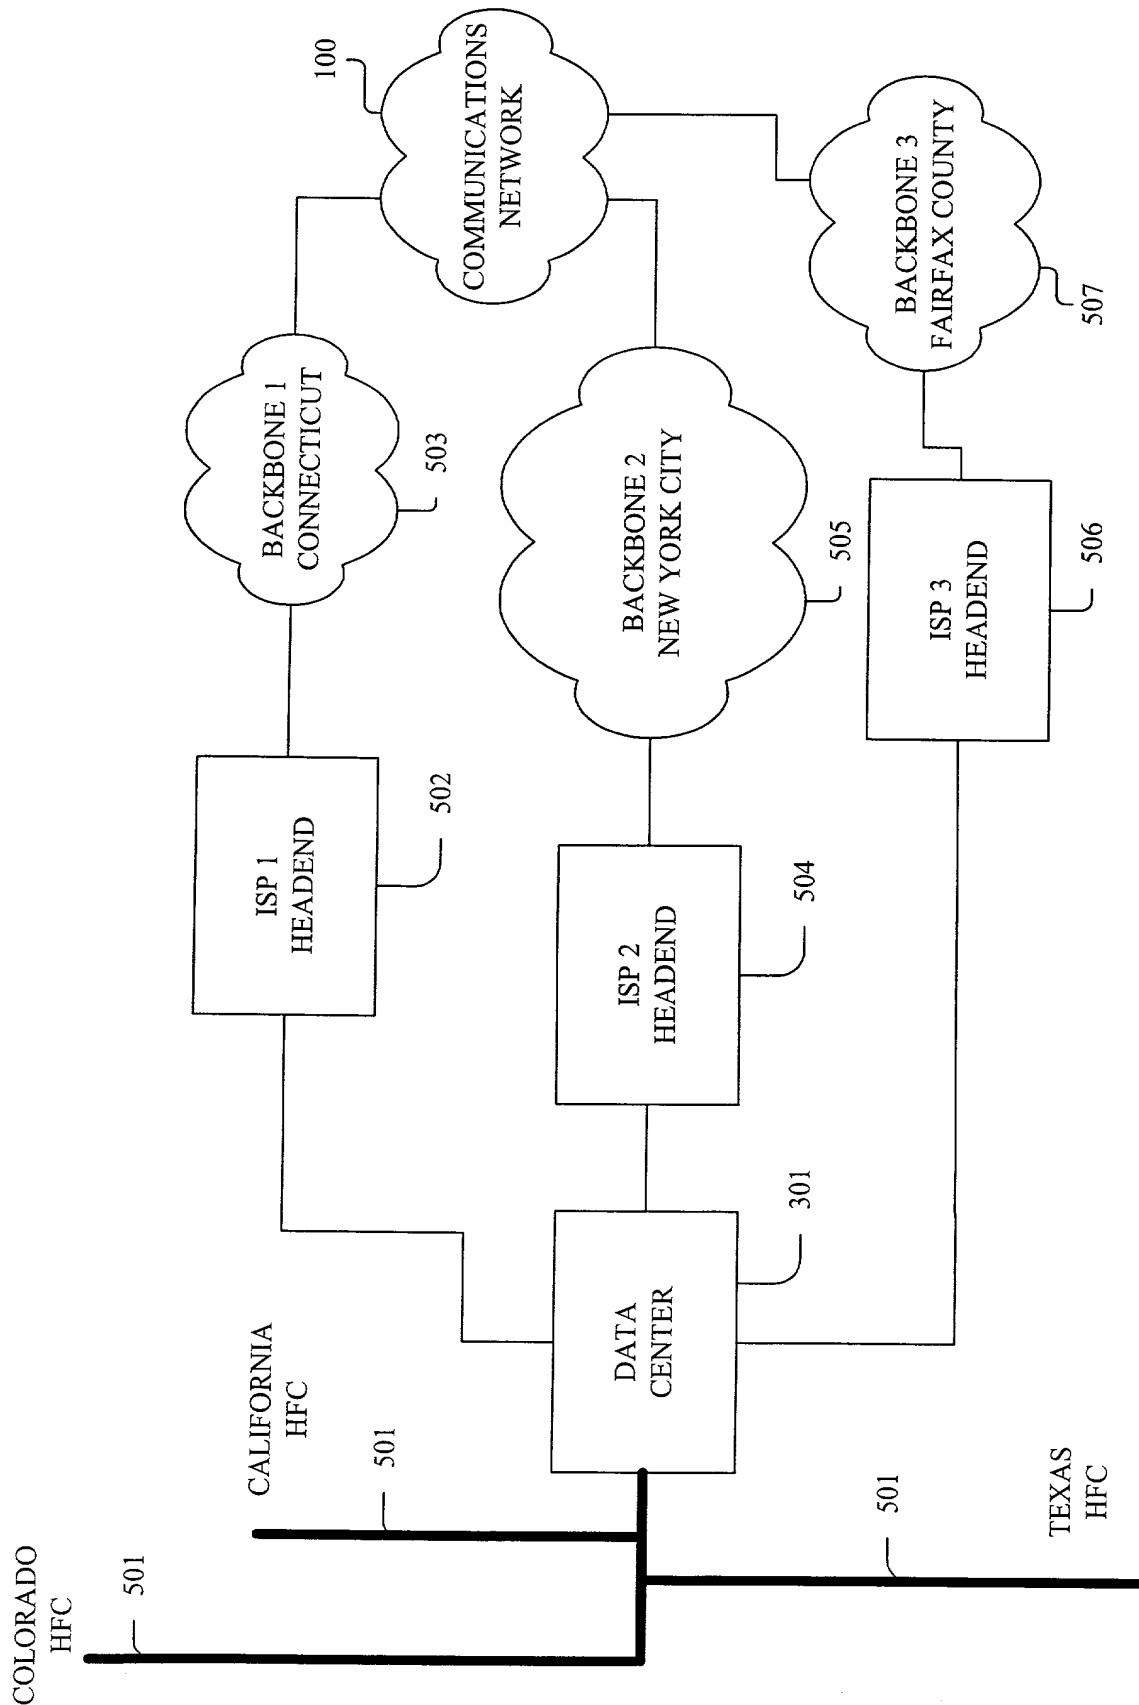 COLORADO
HFC
501
CALIFORNIA
HFC
501
TEXAS
HFC
501
DATA
CENTER
301
ISP 1
HEADEND
502
ISP 2
HEADEND
504
ISP 3
HEADEND
506
BACKBONE 1
CONNECTICUT
503
BACKBONE 2
NEW YORK CITY
505
BACKBONE 3
FAIRFAX COUNTY
507
COMMUNICATIONS
NETWORK
100